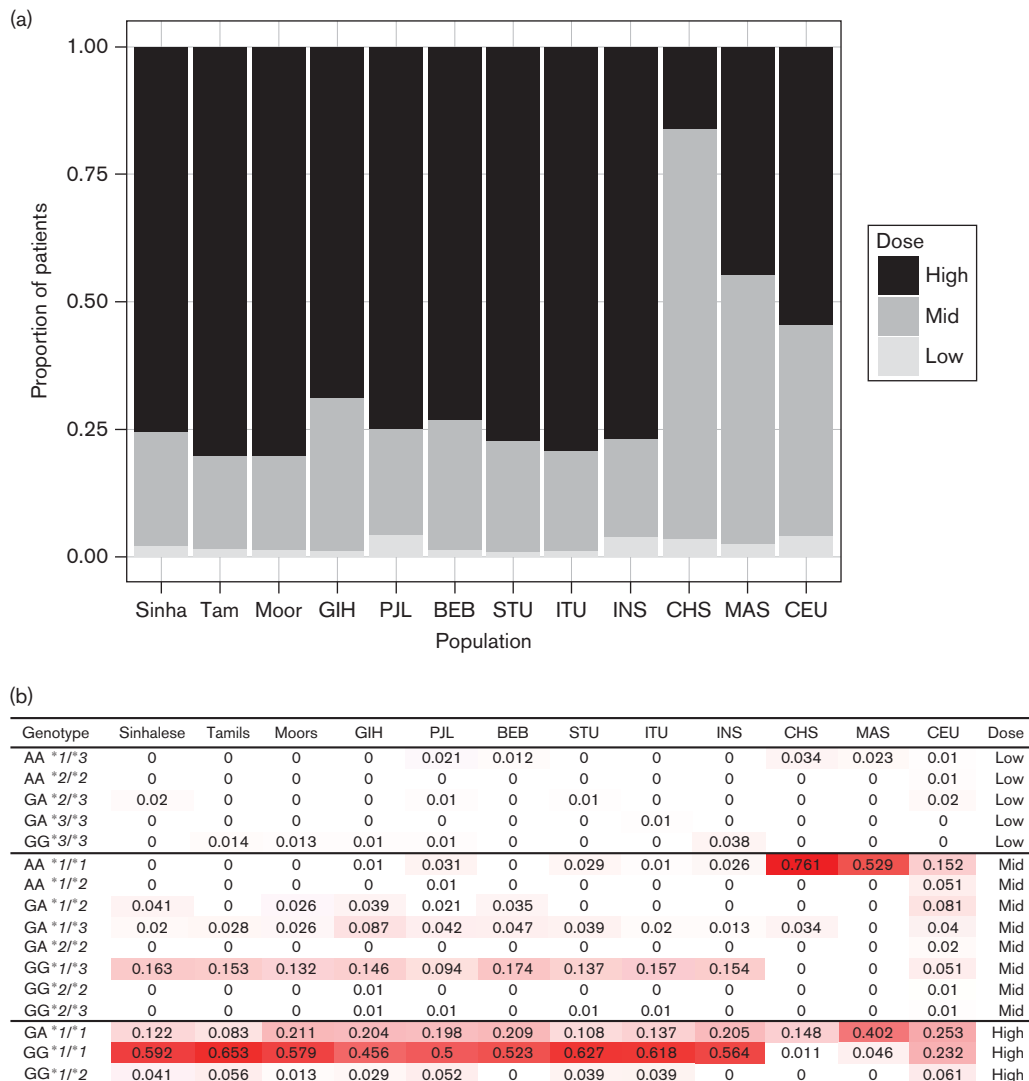 (a)
1.00
0.75
0.50
0.25
0.00
Proportion of patients
Sinha Tam Moor GIH PJL BEB STU ITU INS CHS MAS CEU
Population
Dose
High
Mid
Low
(b)
Genotype Sinhalese Tamils Moors GIH PJL BEB STU ITU INS CHS MAS CEU Dose
AA *1/*3 0 0 0 0 0.021 0.012 0 0 0 0.034 0.023 0.01 Low
AA *2/*2 0 0 0 0 0 0 0 0 0 0 0 0.01 Low
GA *2/*3 0.02 0 0 0 0.01 0 0.01 0 0 0 0 0.02 Low
GA *3/*3 0 0 0 0 0 0 0 0.01 0 0 0 0 Low
GG *3/*3 0 0.014 0.013 0.01 0.01 0 0 0 0.038 0 0 0 Low
AA *1/*1 0 0 0 0.01 0.031 0 0.029 0.01 0.026 0.761 0.529 0.152 Mid
AA *1/*2 0 0 0 0 0.01 0 0 0 0 0 0 0.051 Mid
GA *1/*2 0.041 0 0.026 0.039 0.021 0.035 0 0 0 0 0 0.081 Mid
GA *1/*3 0.02 0.028 0.026 0.087 0.042 0.047 0.039 0.02 0.013 0.034 0 0.04 Mid
GA *2/*2 0 0 0 0 0 0 0 0 0 0 0 0.02 Mid
GG *1/*3 0.163 0.153 0.132 0.146 0.094 0.174 0.137 0.157 0.154 0 0 0.051 Mid
GG *2/*2 0 0 0 0.01 0 0 0 0 0 0 0 0.01 Mid
GG *2/*3 0 0 0 0 0.01 0 0.01 0.01 0 0 0 0.01 Mid
GA *1/*1 0.122 0.083 0.211 0.204 0.198 0.209 0.108 0.137 0.205 0.148 0.402 0.253 High
GG *1/*1 0.592 0.653 0.579 0.456 0.5 0.523 0.627 0.618 0.564 0.011 0.046 0.232 High
GG *1/*2 0.041 0.056 0.013 0.029 0.052 0 0.039 0.039 0 0 0 0.061 High